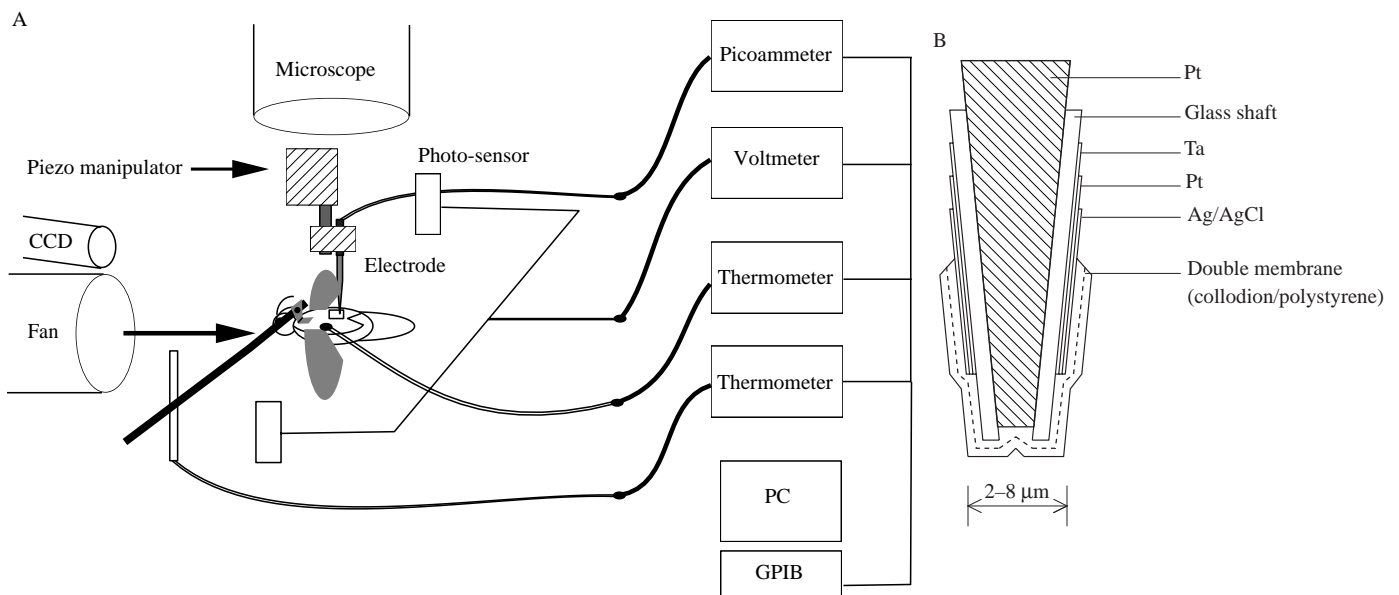 A
Microscope
Piezo manipulator
Photo-sensor
CCD
Electrode
Fan
Picoammeter
Voltmeter
Thermometer
Thermometer
PC
GPIB
B
Pt
Glass shaft
Ta
Pt
Ag/AgCl
Double membrane
(collodion/polystyrene)
2–8 μm